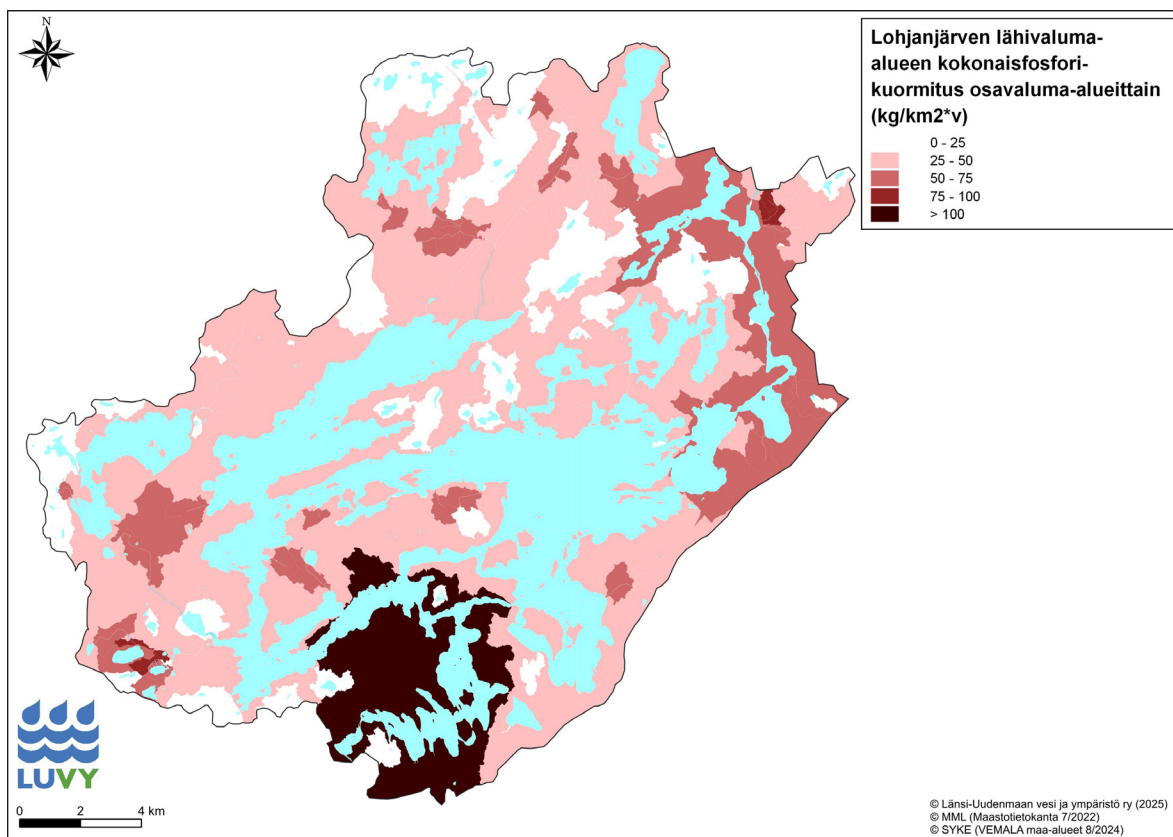 N
Lohjanjärven lähivaluma-
alueen kokonaisfosfori-
kuormitus osavaluma-alueittain
(kg/km2*v)
0 - 25
25 - 50
50 - 75
75 - 100
> 100
LUVY
0 2 4 km
© Länsi-Uudenmaan vesi ja ympäristö ry (2025)
© MML (Maastotietokanta 7/2022)
© SYKE (VEMALA maa-alueet 8/2024)